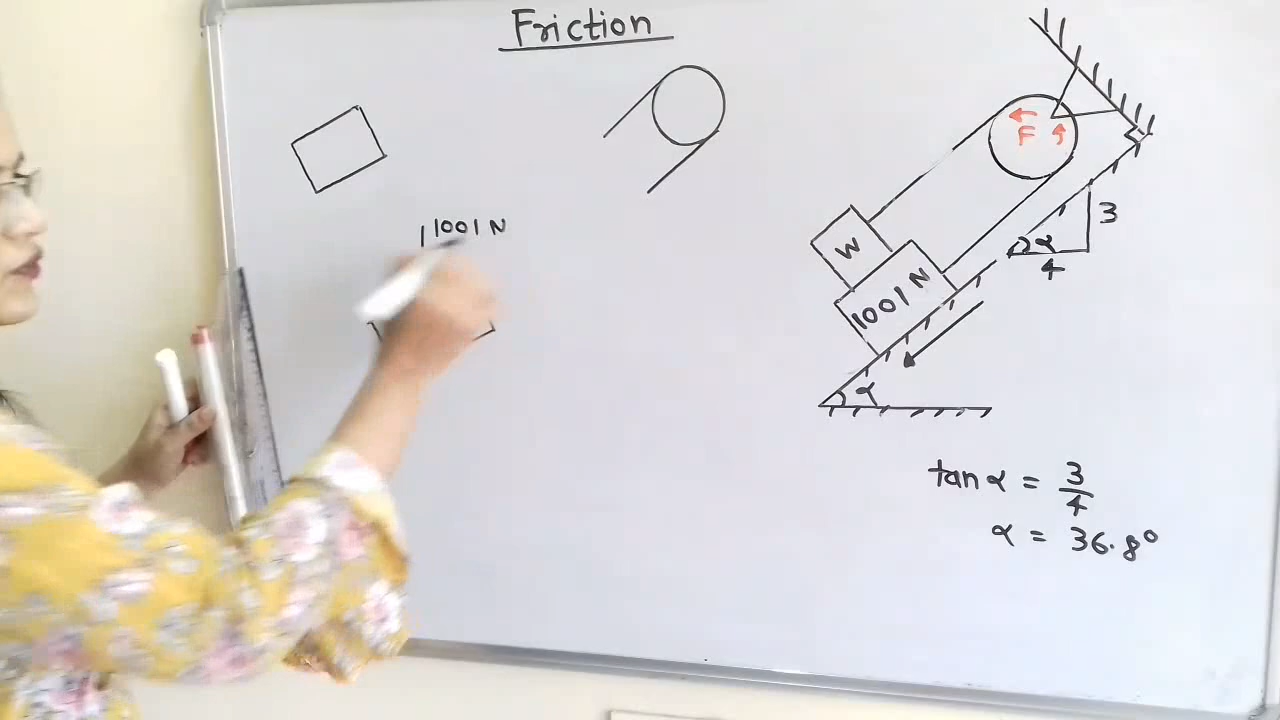 Friction
1001 N
F
W
1001 N
3
α
4
α
tan α = 3/4
α = 36.8°